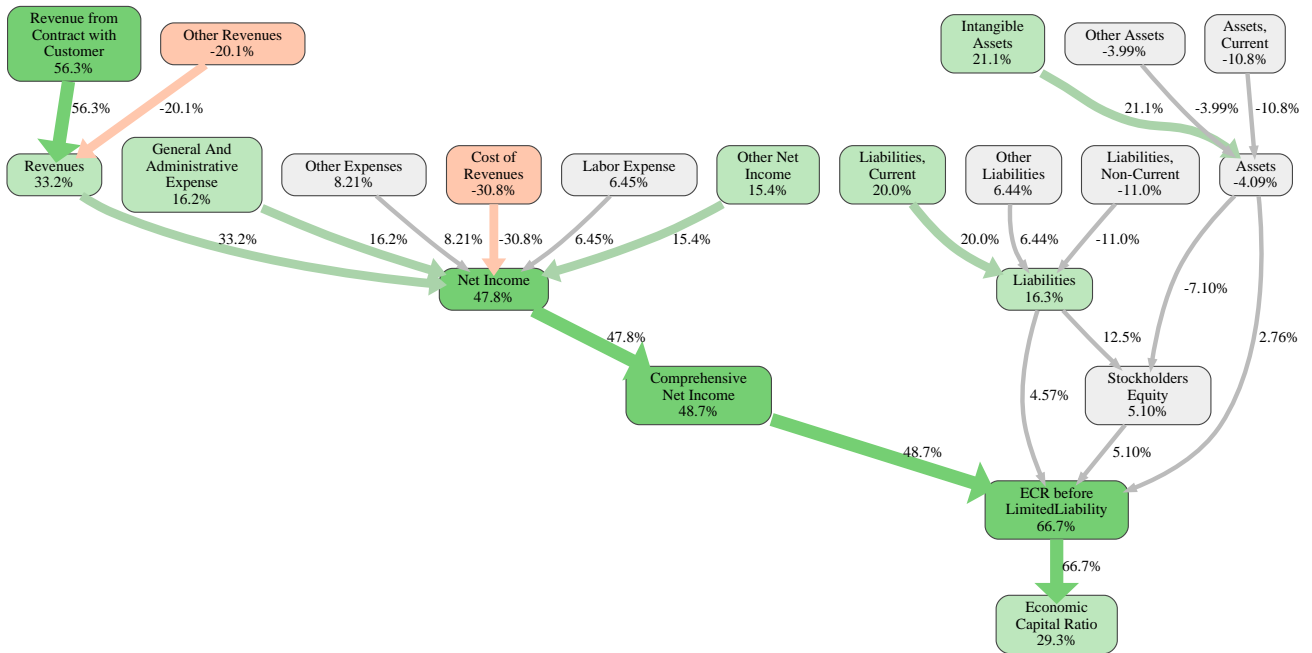 Revenue from
Contract with
Customer
56.3%
Other Revenues
-20.1%
Intangible
Assets
21.1%
Other Assets
-3.99%
Assets,
Current
-10.8%
56.3%
-20.1%
21.1%
-3.99%
-10.8%
Revenues
33.2%
General And
Administrative
Expense
16.2%
Other Expenses
8.21%
Cost of
Revenues
-30.8%
Labor Expense
6.45%
Other Net
Income
15.4%
Liabilities,
Current
20.0%
Other
Liabilities
6.44%
Liabilities,
Non-Current
-11.0%
Assets
-4.09%
33.2%
16.2%
8.21%
-30.8%
6.45%
15.4%
20.0%
6.44%
-11.0%
Net Income
47.8%
Liabilities
16.3%
-7.10%
47.8%
12.5%
2.76%
Comprehensive
Net Income
48.7%
4.57%
Stockholders
Equity
5.10%
48.7%
5.10%
ECR before
LimitedLiability
66.7%
66.7%
Economic
Capital Ratio
29.3%